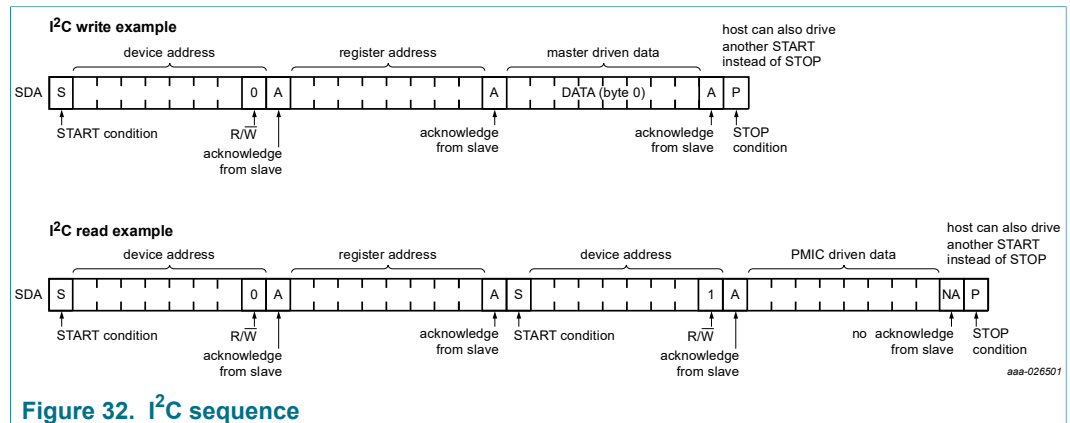 I2C write example
host can also drive
another START
instead of STOP
device address register address master driven data
SDA S 0 A A DATA (byte 0) A P
START condition R/W acknowledge from slave acknowledge from slave acknowledge from slave STOP condition
I2C read example
host can also drive
another START
instead of STOP
device address register address device address PMIC driven data
SDA S 0 A A S 1 A NA P
START condition R/W acknowledge from slave acknowledge from slave START condition R/W acknowledge from slave no acknowledge from slave STOP condition
aaa-026501
Figure 32. I2C sequence